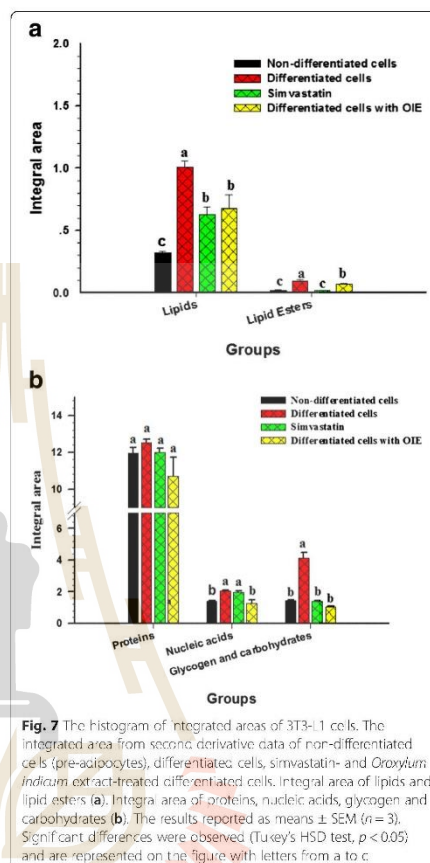 a
2.0
1.5
1.0
.5
0.0
Integral area
Non-differentiated cells
Differentiated cells
Simvastatin
Differentiated cells with OIE
c
a
b
b
c
a
c
b
Lipids
Lipid Esters
Groups
b
14
12
10
6
4
2
0
Integral area
Non-differentiated cells
Differentiated cells
Simvastatin
Differentiated cells with OIE
a
a
a
a
b
a
a
b
b
a
b
b
Proteins
Nucleic acids
Glycogen and carbohydrates
Groups
Fig. 7 The histogram of integrated areas of 3T3-L1 cells. The
integrated area from second derivative data of non-differentiated
cells (pre-adipocytes), differentiated cells, simvastatin- and Oroxylum
indicum extract-treated differentiated cells. Integral area of lipids and
lipid esters (a). Integral area of proteins, nucleic acids, glycogen and
carbohydrates (b). The results reported as means ± SEM (n = 3).
Significant differences were observed (Tukey's HSD test, p < 0.05)
and are represented on the figure with letters from a to c